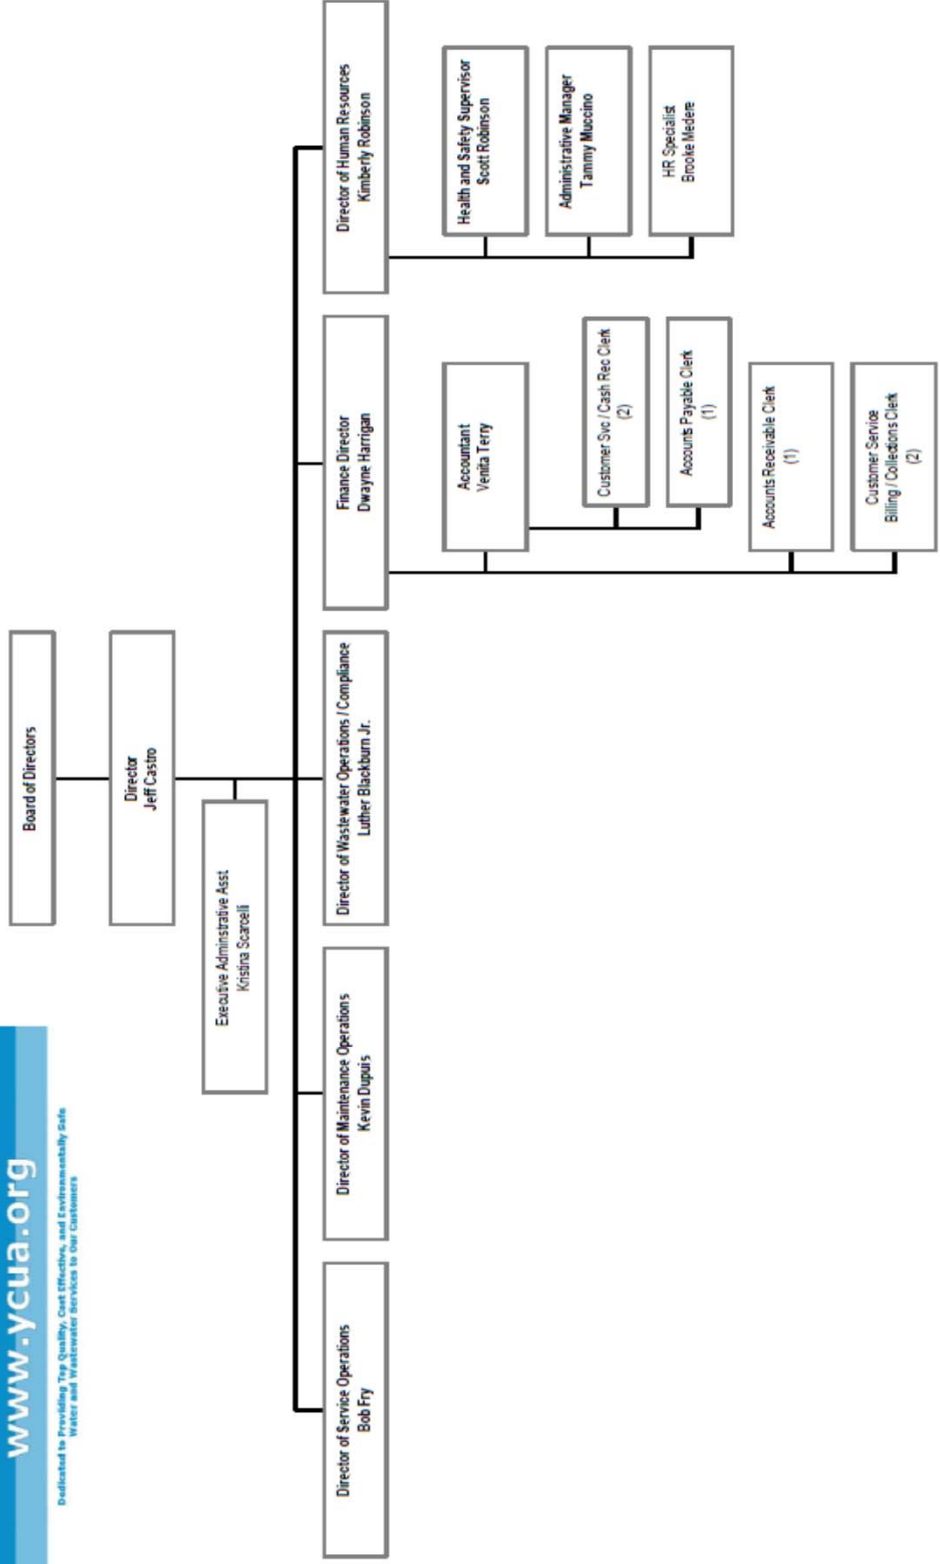 www.ycua.org
Dedicated to Providing Top Quality, Cost Effective, and Environmentally Safe
Water and Wastewater Services to Our Customers
Board of Directors
Director
Jeff Castro
Executive Adminstrative Asst
Kristina Scarcelli
Director of Service Operations
Bob Fry
Director of Maintenance Operations
Kevin Dupuis
Director of Wastewater Operations / Compliance
Luther Blackburn Jr.
Finance Director
Dwayne Harrigan
Director of Human Resources
Kimberly Robinson
Accountant
Venita Terry
Customer Svc / Cash Rec Clerk
(2)
Accounts Payable Clerk
(1)
Accounts Receivable Clerk
(1)
Customer Service
Billing / Collections Clerk
(2)
Health and Safety Supervisor
Scott Robinson
Administrative Manager
Tammy Muccino
HR Specialist
Brooke Medere